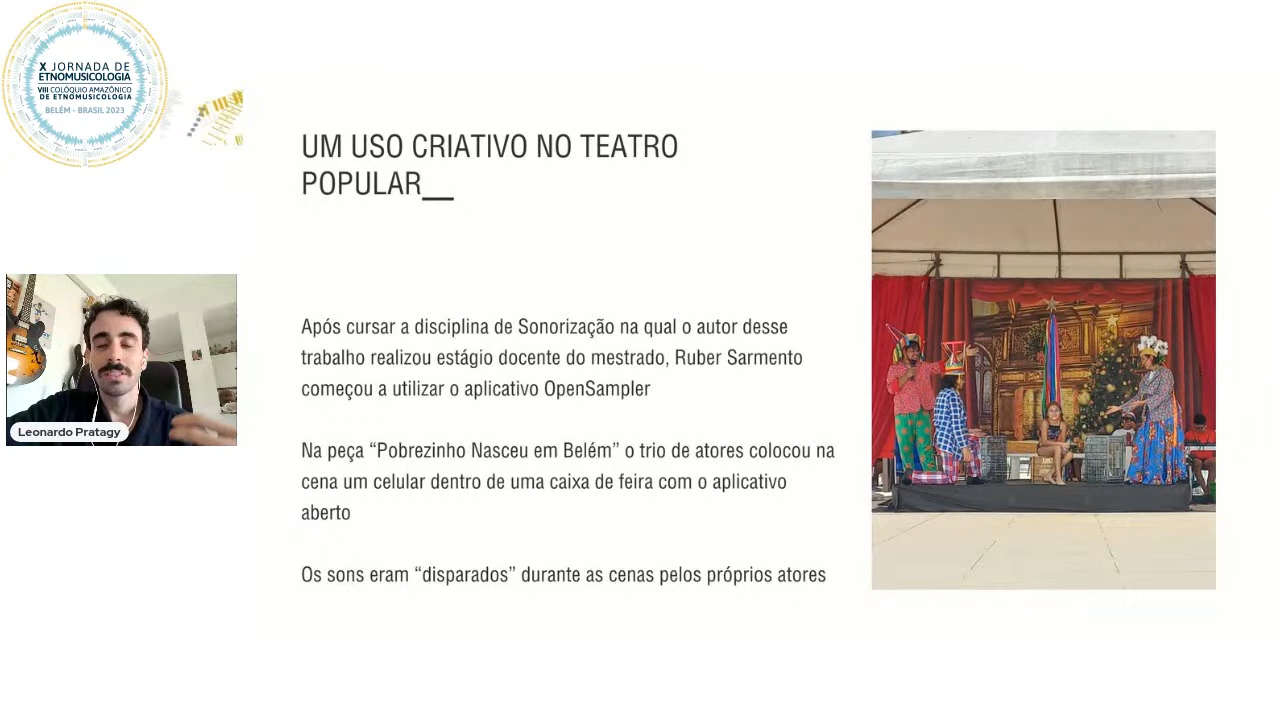 X JORNADA DE
ETNOMUSICOLOGIA
VIII COLÓQUIO AMAZÔNICO
DE ETNOMUSICOLOGIA
BELÉM - BRASIL 2023
UM USO CRIATIVO NO TEATRO
POPULAR__
Após cursar a disciplina de Sonorização na qual o autor desse
trabalho realizou estágio docente do mestrado, Ruber Sarmento
começou a utilizar o aplicativo OpenSampler
Na peça “Pobrezinho Nasceu em Belém” o trio de atores colocou na
cena um celular dentro de uma caixa de feira com o aplicativo
aberto
Os sons eram “disparados” durante as cenas pelos próprios atores
Leonardo Pratagy